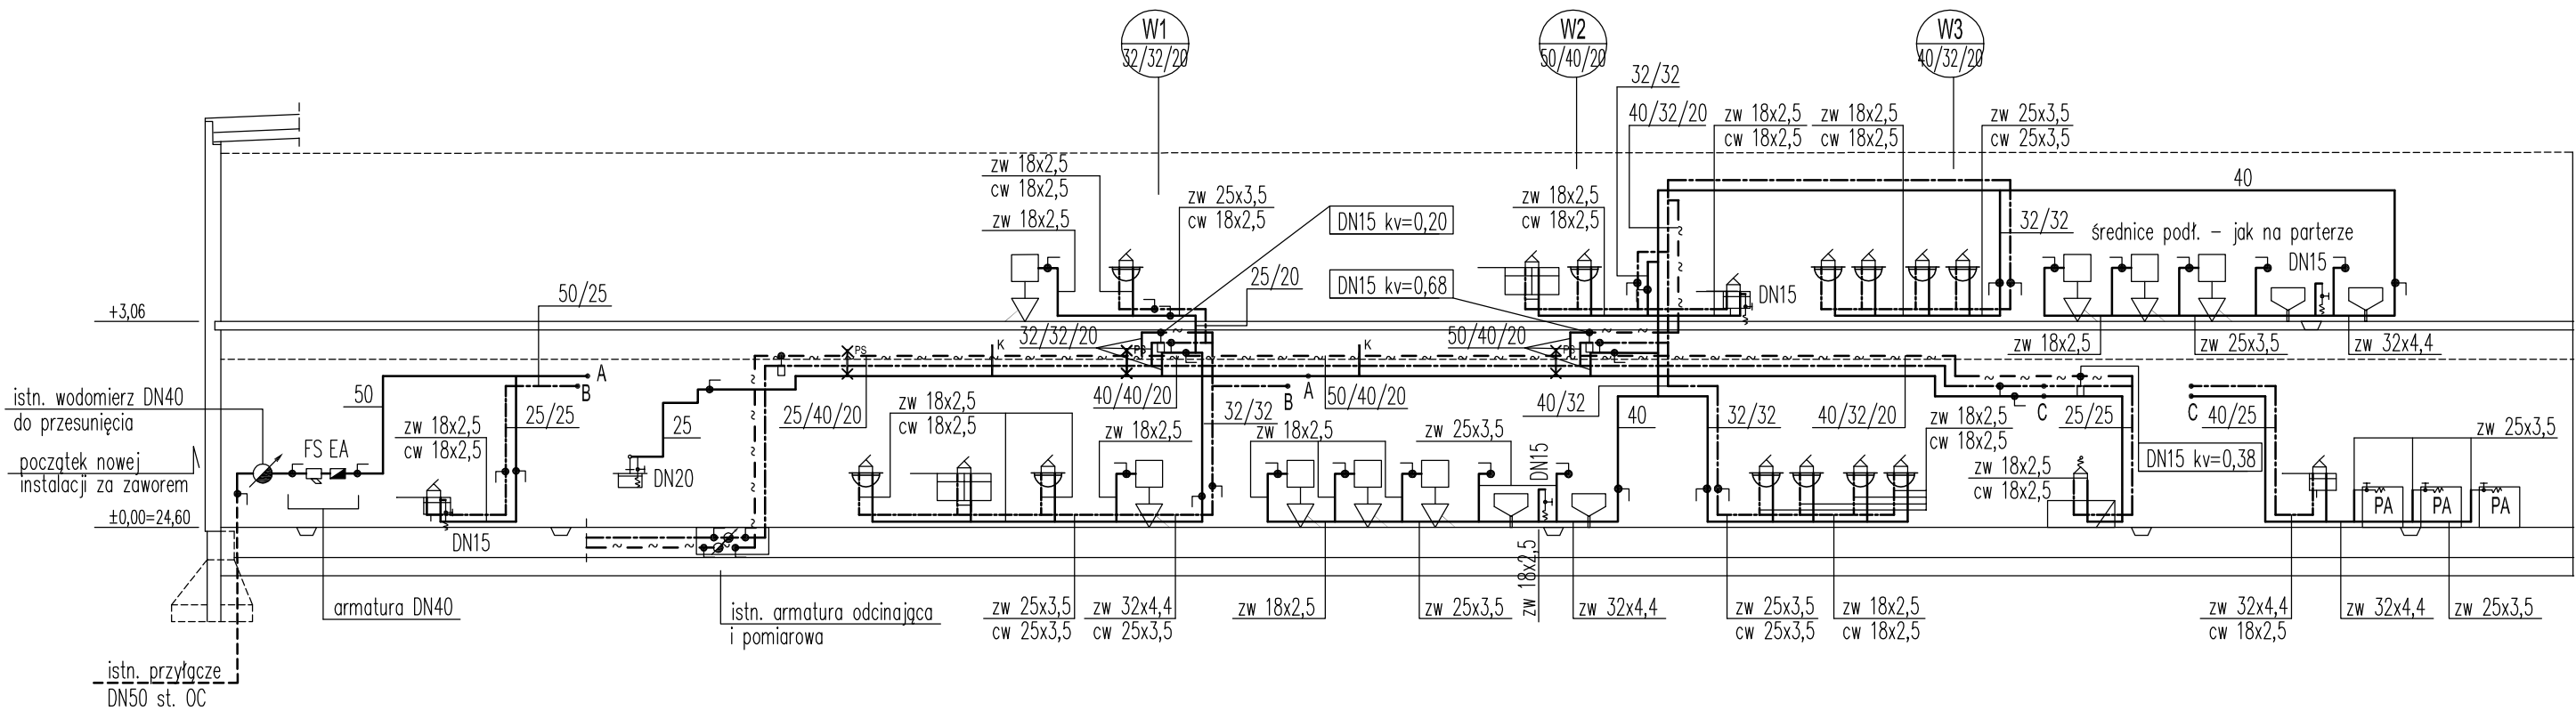 W1
32/32/20
W2
50/40/20
W3
40/32/20
32/32
40/32/20
zw 18x2,5
cw 18x2,5
zw 18x2,5
cw 18x2,5
zw 25x3,5
cw 25x3,5
zw 18x2,5
cw 18x2,5
zw 18x2,5
zw 25x3,5
cw 18x2,5
DN15 kv=0,20
zw 18x2,5
cw 18x2,5
40
32/32
średnice podł. - jak na parterze
DN15
DN15
25/20
DN15 kv=0,68
50/25
+3,06
32/32/20
50/40/20
zw 18x2,5
zw 25x3,5
zw 32x4,4
PS
K
PS
K
PS
A
B
istn. wodomierz DN40
do przesunięcia
50
25/25
zw 18x2,5
cw 18x2,5
25
25/40/20
zw 18x2,5
cw 18x2,5
40/40/20
32/32
B
A
50/40/20
40/32
40
32/32
40/32/20
zw 18x2,5
cw 18x2,5
25/25
C
C
40/25
zw 25x3,5
zw 18x2,5
zw 18x2,5
zw 25x3,5
DN15
FS EA
początek nowej
instalacji za zaworem
DN20
zw 18x2,5
cw 18x2,5
DN15 kv=0,38
PA
PA
PA
±0,00=24,60
DN15
armatura DN40
istn. armatura odcinająca
i pomiarowa
zw 25x3,5
cw 25x3,5
zw 32x4,4
cw 25x3,5
zw 18x2,5
zw 25x3,5
zw 18x2,5
zw 32x4,4
zw 25x3,5
cw 25x3,5
zw 18x2,5
cw 18x2,5
zw 32x4,4
cw 18x2,5
zw 32x4,4
zw 25x3,5
istn. przyłącze
DN50 st. OC